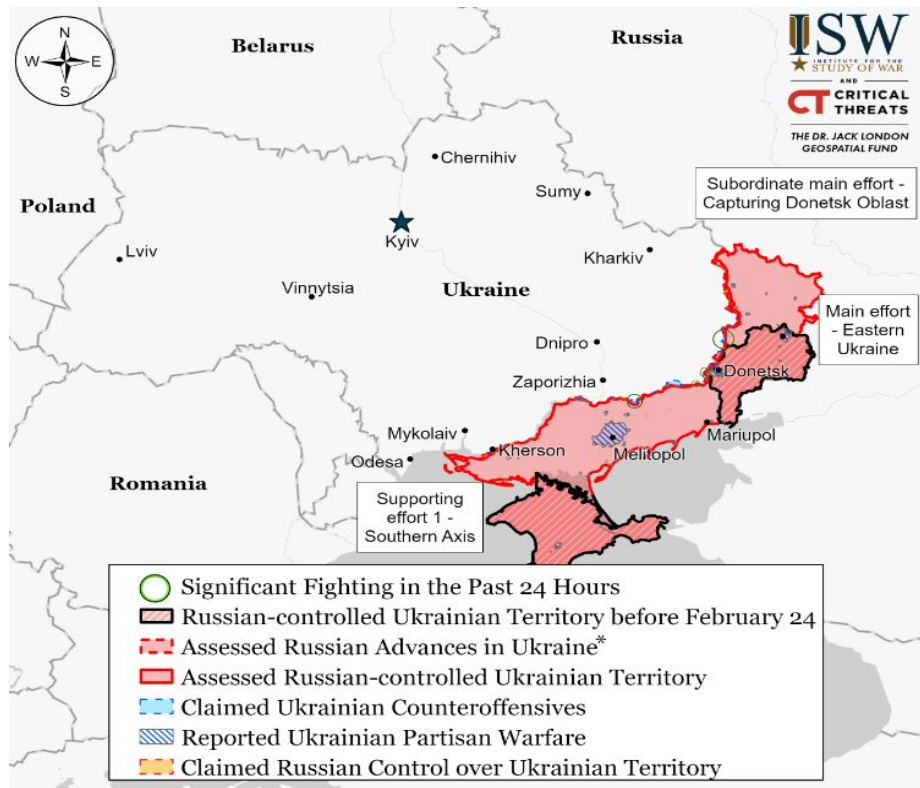 N
W E
S
Belarus
Russia
ISW
INSTITUTE FOR THE
STUDY OF WAR
AND
CT CRITICAL
THREATS
THE DR. JACK LONDON
GEOSPATIAL FUND
Chernihiv
Sumy
Subordinate main effort -
Capturing Donetsk Oblast
Poland
Kyiv
Lviv
Kharkiv
Vinnytsia
Ukraine
Main effort
- Eastern
Ukraine
Dnipro
Donetsk
Zaporizhia
Mykolaiv
Mariupol
Kherson
Melitopol
Odesa
Romania
Supporting
effort 1 -
Southern Axis
Significant Fighting in the Past 24 Hours
Russian-controlled Ukrainian Territory before February 24
Assessed Russian Advances in Ukraine*
Assessed Russian-controlled Ukrainian Territory
Claimed Ukrainian Counteroffensives
Reported Ukrainian Partisan Warfare
Claimed Russian Control over Ukrainian Territory